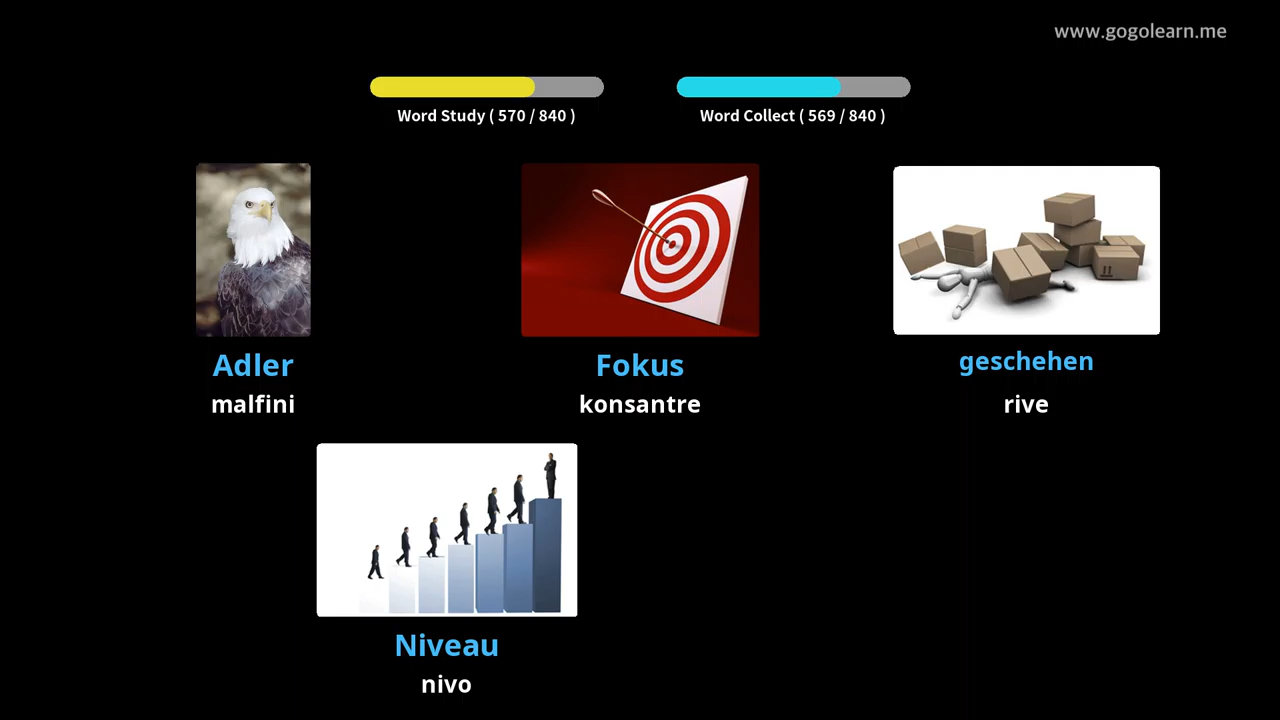 www.gogolearn.me
Word Study ( 570 / 840 )
Word Collect ( 569 / 840 )
Adler
malfini
Fokus
konsantre
geschehen
rive
Niveau
nivo